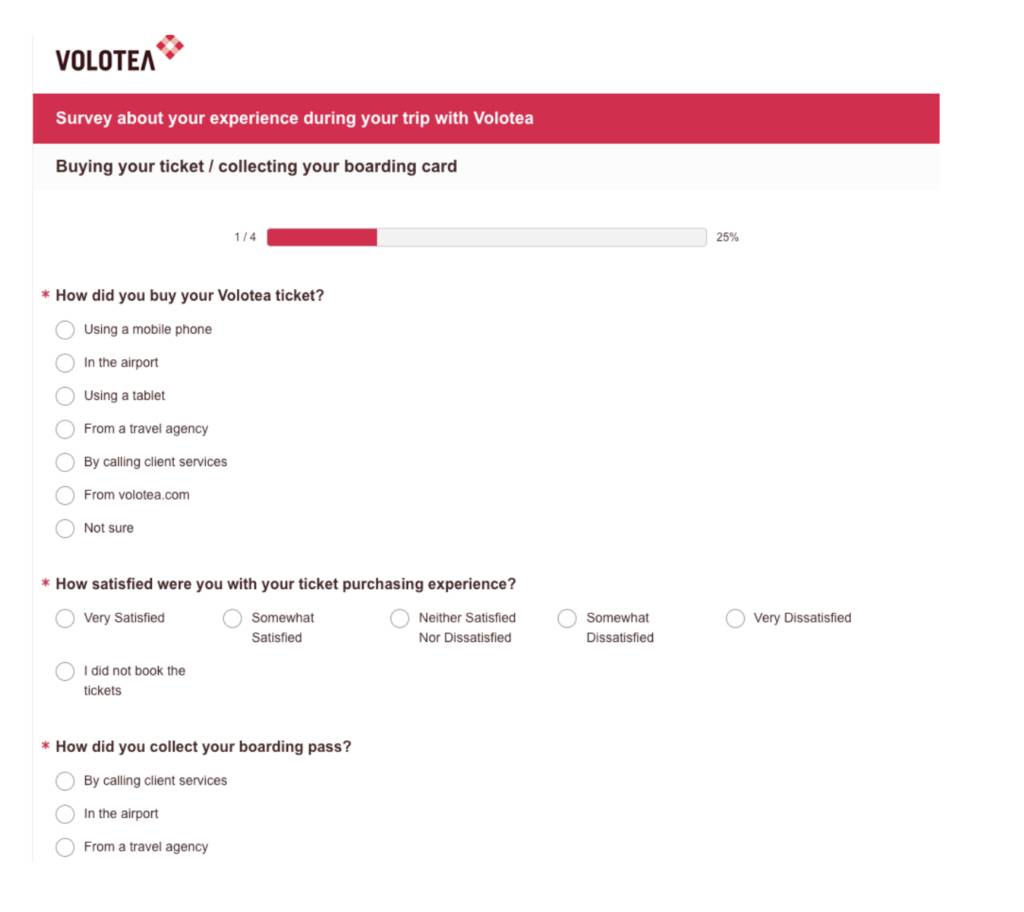 VOLOTEA
Survey about your experience during your trip with Volotea
Buying your ticket / collecting your boarding card
1 / 4 25%
* How did you buy your Volotea ticket?
Using a mobile phone
In the airport
Using a tablet
From a travel agency
By calling client services
From volotea.com
Not sure
* How satisfied were you with your ticket purchasing experience?
Very Satisfied Somewhat Neither Satisfied Somewhat Very Dissatisfied
Satisfied Nor Dissatisfied Dissatisfied
I did not book the
tickets
* How did you collect your boarding pass?
By calling client services
In the airport
From a travel agency